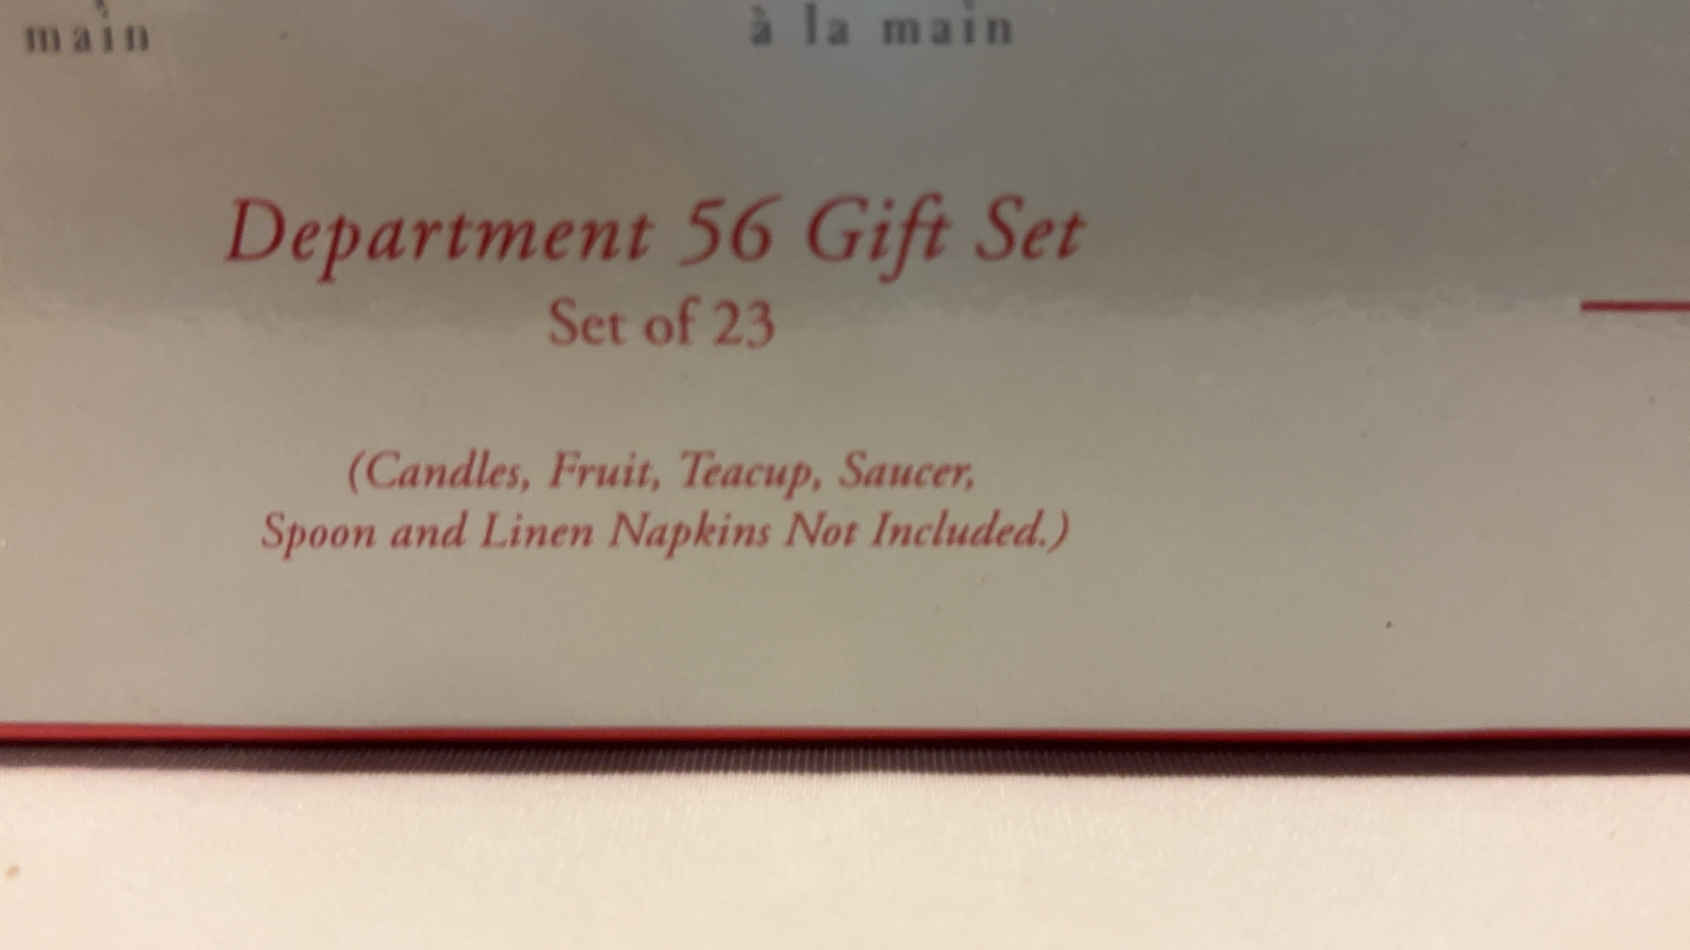 main
à la main
Department 56 Gift Set
Set of 23
(Candles, Fruit, Teacup, Saucer,
Spoon and Linen Napkins Not Included.)